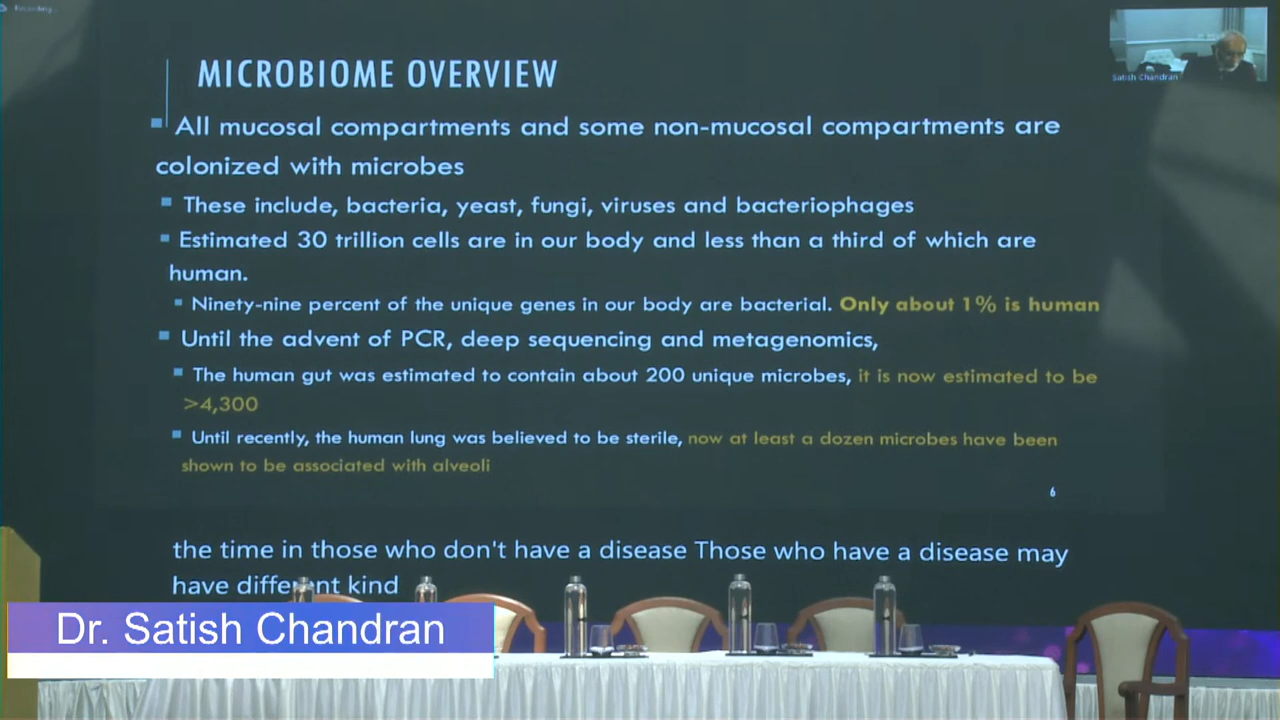 Recording...
Satish Chandran
MICROBIOME OVERVIEW
All mucosal compartments and some non-mucosal compartments are
colonized with microbes
These include, bacteria, yeast, fungi, viruses and bacteriophages
Estimated 30 trillion cells are in our body and less than a third of which are
human.
Ninety-nine percent of the unique genes in our body are bacterial. Only about 1% is human
Until the advent of PCR, deep sequencing and metagenomics,
The human gut was estimated to contain about 200 unique microbes, it is now estimated to be
>4,300
Until recently, the human lung was believed to be sterile, now at least a dozen microbes have been
shown to be associated with alveoli
6
the time in those who don't have a disease Those who have a disease may
have different kind
Dr. Satish Chandran